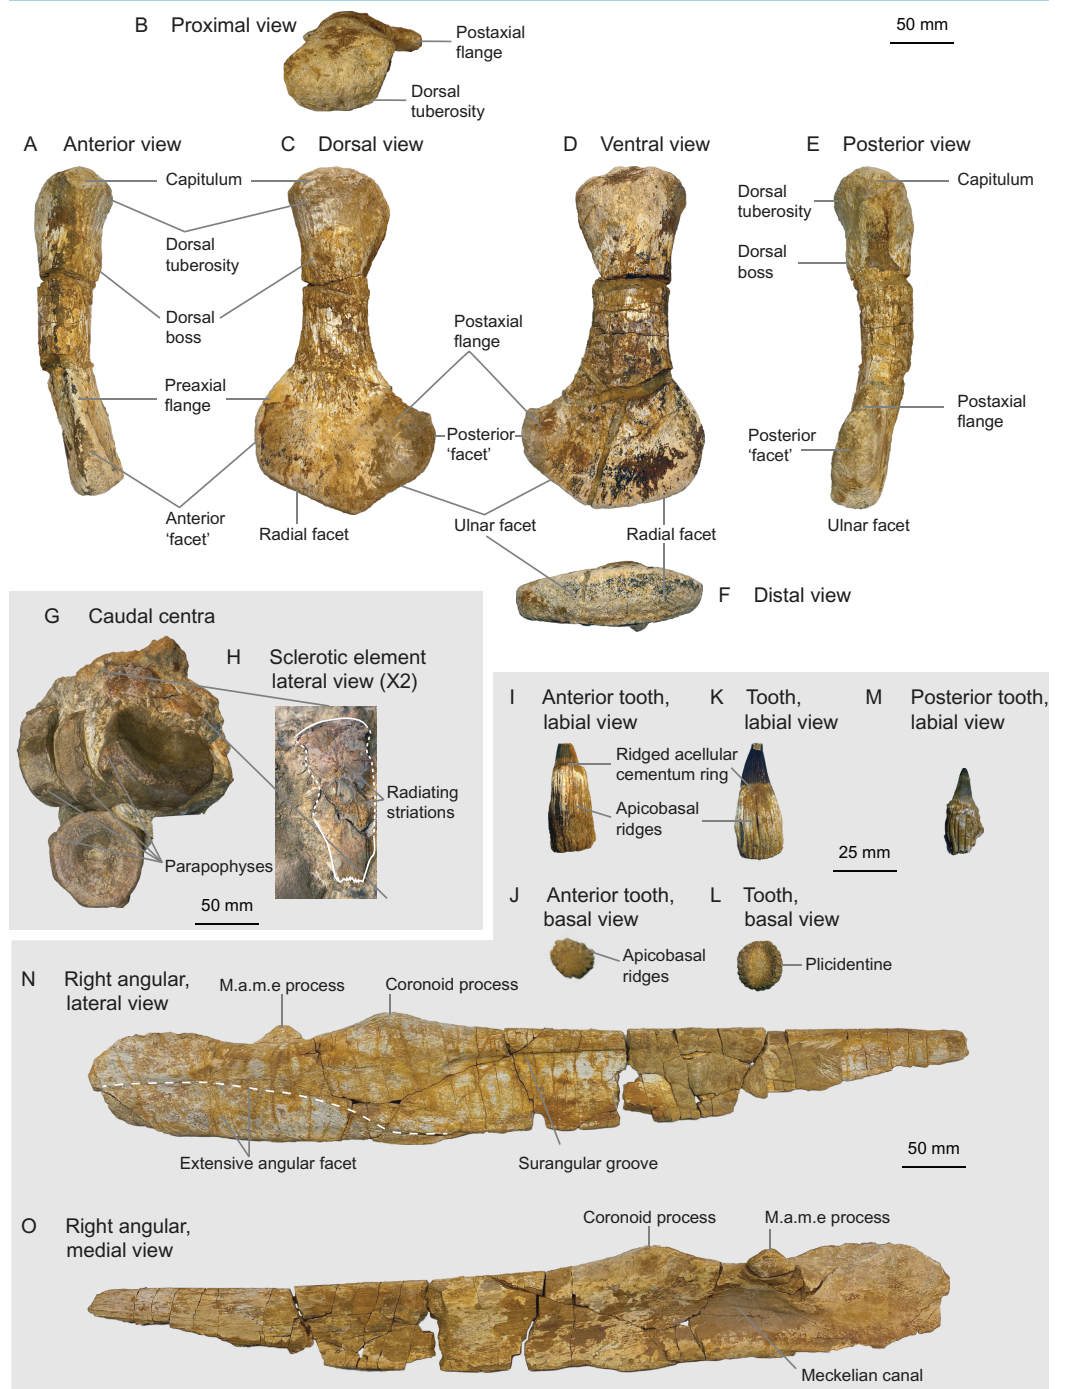 B Proximal view
50 mm
Postaxial
flange
Dorsal
tuberosity
A Anterior view
C Dorsal view
D Ventral view
E Posterior view
Capitulum
Dorsal
tuberosity
Dorsal
boss
Preaxial
flange
Anterior
‘facet’
Radial facet
Postaxial
flange
Posterior
‘facet’
Ulnar facet
Radial facet
Dorsal
tuberosity
Dorsal
boss
Capitulum
Postaxial
flange
Posterior
‘facet’
Ulnar facet
F Distal view
G Caudal centra
H Sclerotic element
lateral view (X2)
Radiating
striations
Parapophyses
50 mm
I Anterior tooth,
labial view
K Tooth,
labial view
M Posterior tooth,
labial view
Ridged acellular
cementum ring
Apicobasal
ridges
25 mm
J Anterior tooth,
basal view
L Tooth,
basal view
Apicobasal
ridges
Plicidentine
N Right angular,
lateral view
M.a.m.e process
Coronoid process
Extensive angular facet
Surangular groove
50 mm
O Right angular,
medial view
Coronoid process
M.a.m.e process
Meckelian canal